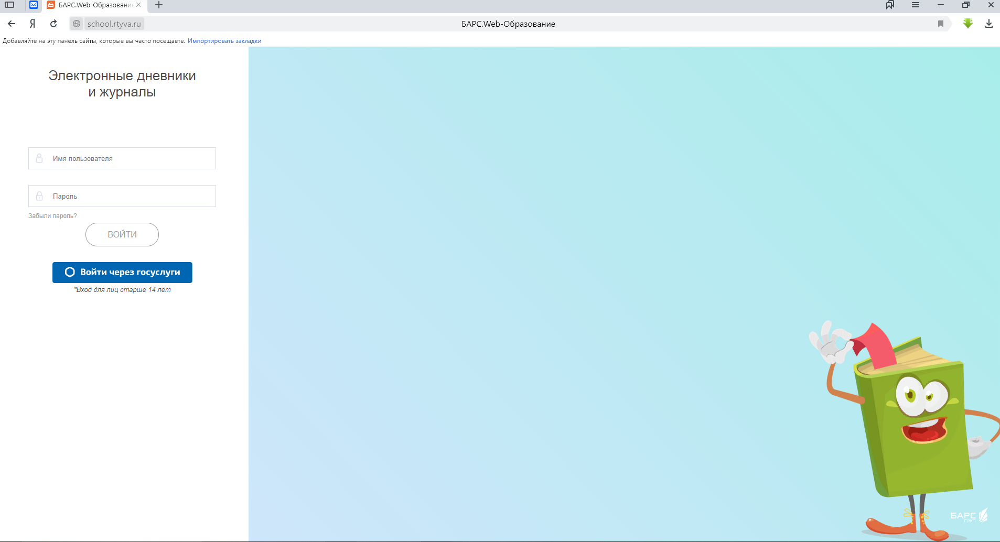 БАРС.Web-Образование
school.rtyva.ru
БАРС.Web-Образование
Добавляйте на эту панель сайты, которые вы часто посещаете. Импортировать закладки
Электронные дневники
и журналы
Имя пользователя
Пароль
Забыли пароль?
ВОЙТИ
Войти через госуслуги
*Вход для лиц старше 14 лет
БАРС
ГРУП